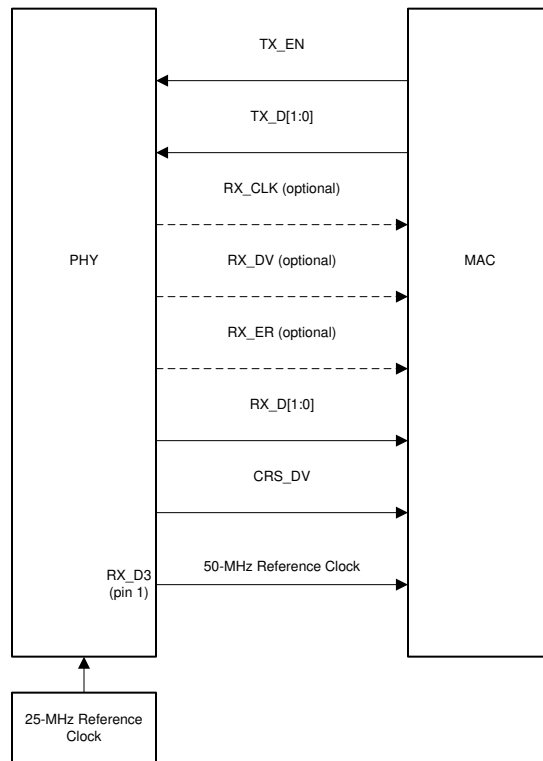 TX_EN
TX_D[1:0]
RX_CLK (optional)
PHY
RX_DV (optional)
MAC
RX_ER (optional)
RX_D[1:0]
CRS_DV
RX_D3
(pin 1)
50-MHz Reference Clock
25-MHz Reference
Clock